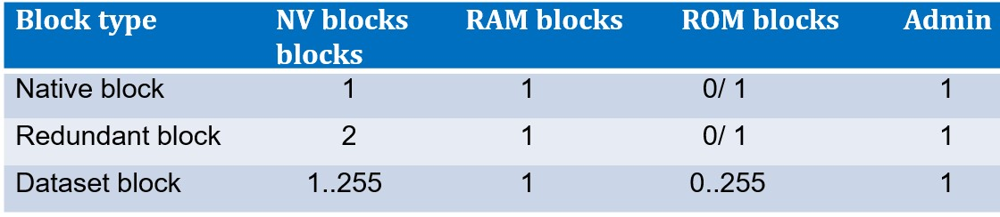 Block type NV blocks RAM blocks ROM blocks Admin
blocks
Native block 1 1 0/ 1 1
Redundant block 2 1 0/ 1 1
Dataset block 1..255 1 0..255 1